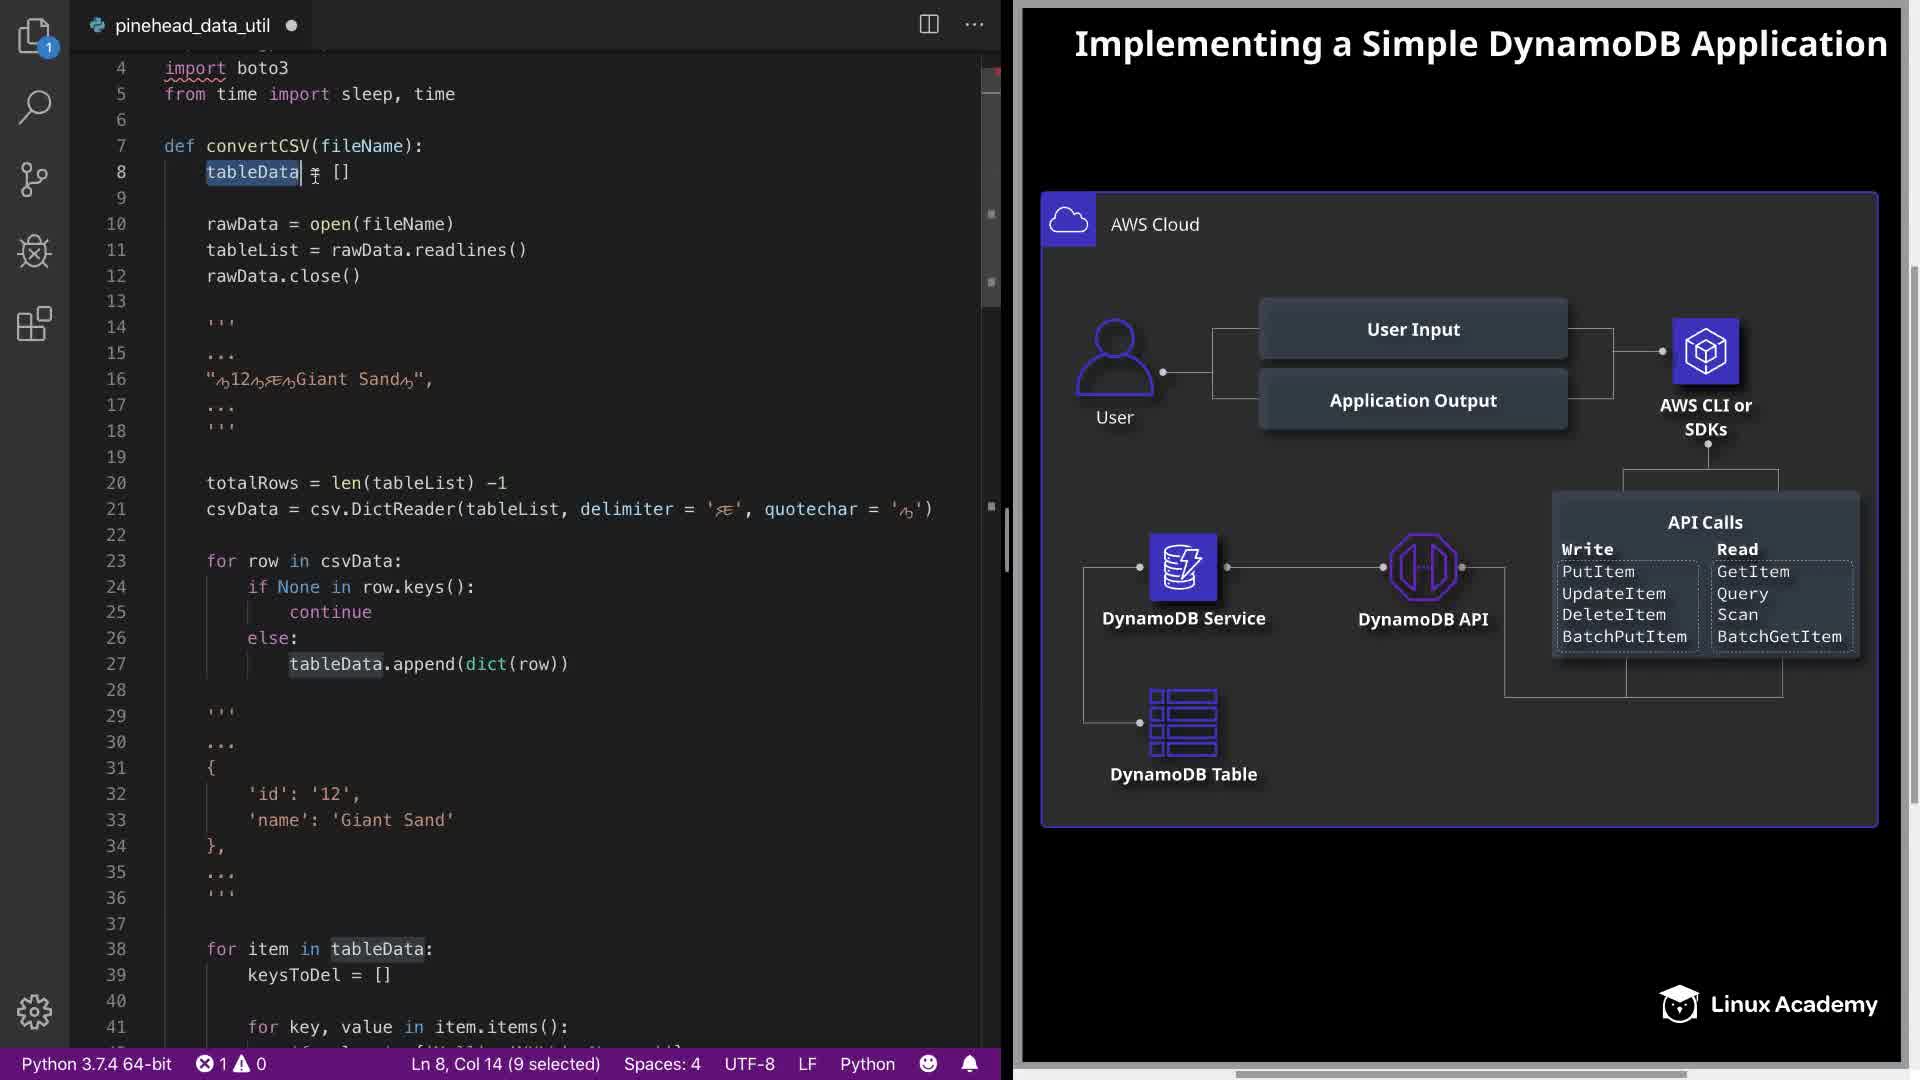 pinehead_data_util
1
4 import boto3
5 from time import sleep, time
6
7 def convertCSV(fileName):
8 tableData = []
9
10 rawData = open(fileName)
11 tableList = rawData.readlines()
12 rawData.close()
13
14 '''
15 ...
16
17 ...
18 '''
19
20 totalRows = len(tableList) -1
21 csvData = csv.DictReader(tableList, delimiter = ' ', quotechar = ' ')
22
23 for row in csvData:
24 if None in row.keys():
25 continue
26 else:
27 tableData.append(dict(row))
28
29 '''
30 ...
31 {
32 'id': '12',
33 'name': 'Giant Sand'
34 },
35 ...
36 '''
37
38 for item in tableData:
39 keysToDel = []
40
41 for key, value in item.items():
Python 3.7.4 64-bit 1 0 Ln 8, Col 14 (9 selected) Spaces: 4 UTF-8 LF Python
Implementing a Simple DynamoDB Application
AWS Cloud
User Input
Application Output
User
AWS CLI or
SDKs
API Calls
Write Read
PutItem GetItem
UpdateItem Query
DeleteItem Scan
BatchPutItem BatchGetItem
DynamoDB Service
DynamoDB API
DynamoDB Table
Linux Academy